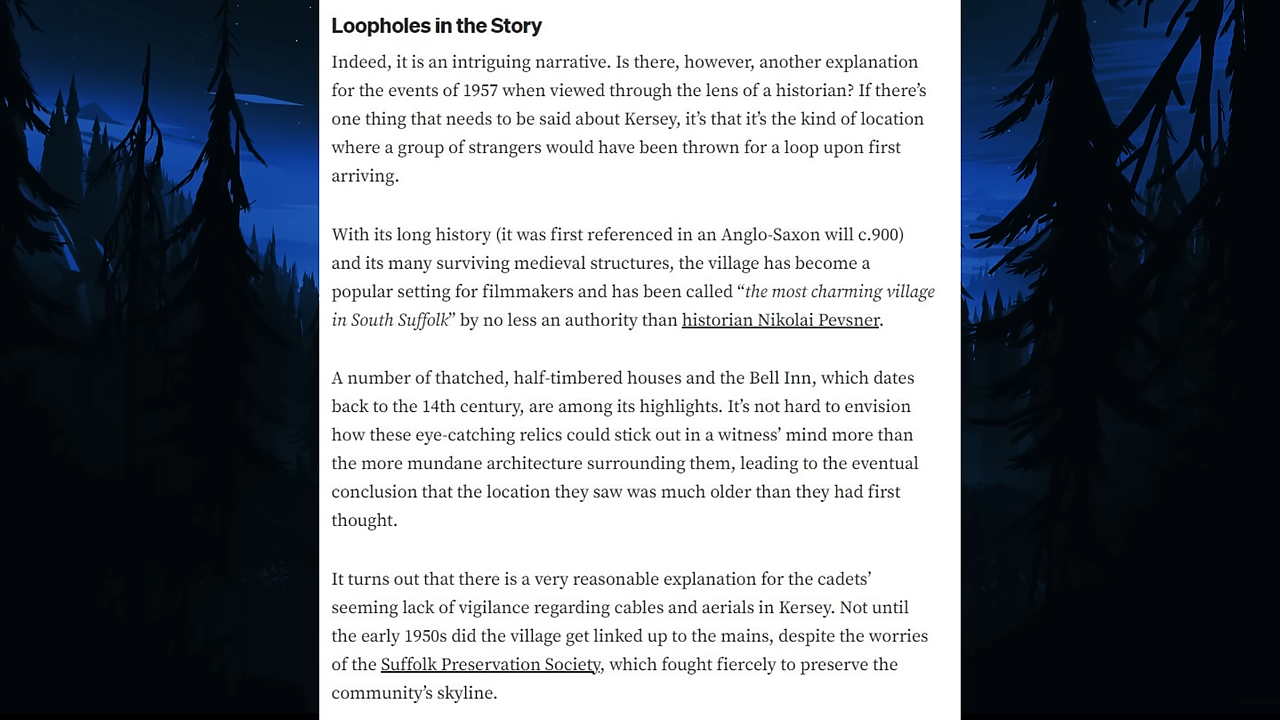 Loopholes in the Story
Indeed, it is an intriguing narrative. Is there, however, another explanation
for the events of 1957 when viewed through the lens of a historian? If there’s
one thing that needs to be said about Kersey, it’s that it’s the kind of location
where a group of strangers would have been thrown for a loop upon first
arriving.
With its long history (it was first referenced in an Anglo-Saxon will c.900)
and its many surviving medieval structures, the village has become a
popular setting for filmmakers and has been called “the most charming village
in South Suffolk” by no less an authority than historian Nikolai Pevsner.
A number of thatched, half-timbered houses and the Bell Inn, which dates
back to the 14th century, are among its highlights. It’s not hard to envision
how these eye-catching relics could stick out in a witness’ mind more than
the more mundane architecture surrounding them, leading to the eventual
conclusion that the location they saw was much older than they had first
thought.
It turns out that there is a very reasonable explanation for the cadets’
seeming lack of vigilance regarding cables and aerials in Kersey. Not until
the early 1950s did the village get linked up to the mains, despite the worries
of the Suffolk Preservation Society, which fought fiercely to preserve the
community’s skyline.